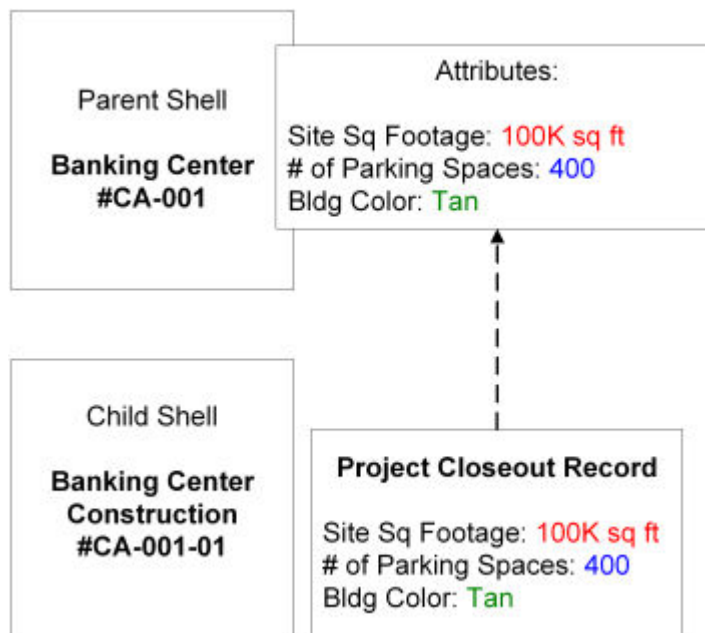 Parent Shell
Banking Center
#CA-001
Attributes:
Site Sq Footage: 100K sq ft
# of Parking Spaces: 400
Bldg Color: Tan
Child Shell
Banking Center
Construction
#CA-001-01
Project Closeout Record
Site Sq Footage: 100K sq ft
# of Parking Spaces: 400
Bldg Color: Tan